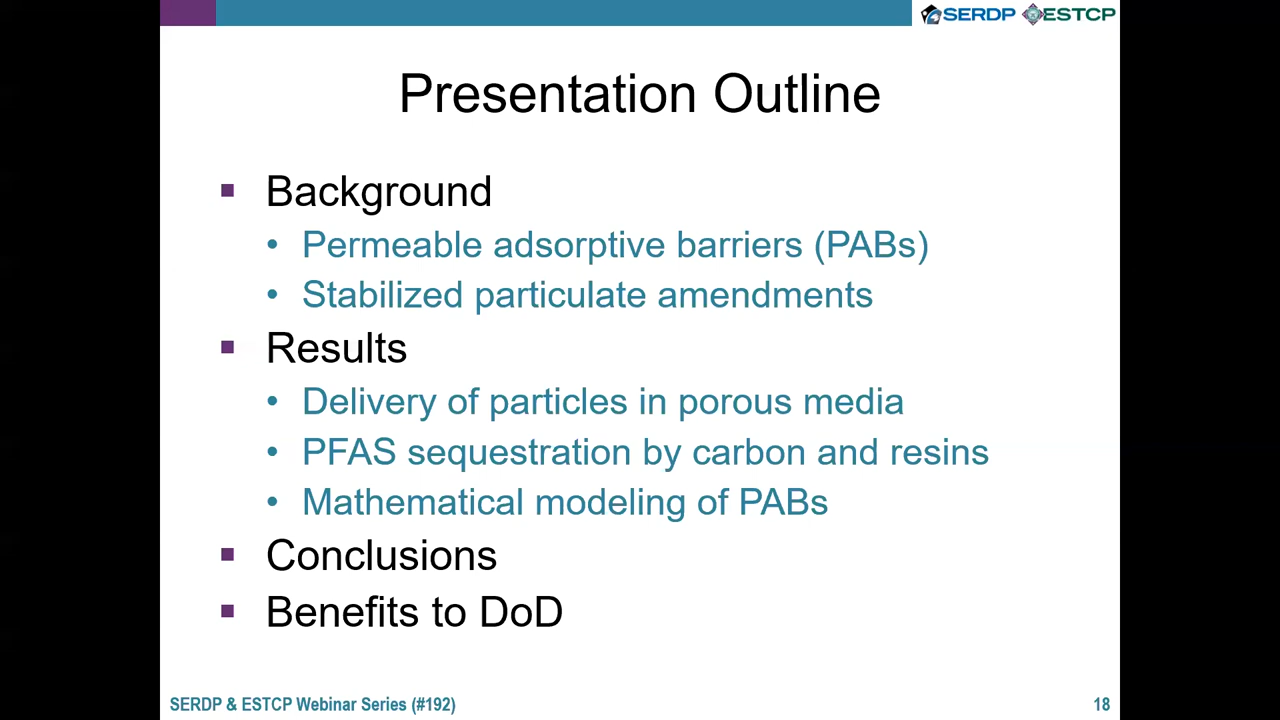 SERDP ESTCP
Presentation Outline
Background
Permeable adsorptive barriers (PABs)
Stabilized particulate amendments
Results
Delivery of particles in porous media
PFAS sequestration by carbon and resins
Mathematical modeling of PABs
Conclusions
Benefits to DoD
SERDP & ESTCP Webinar Series (#192)
18